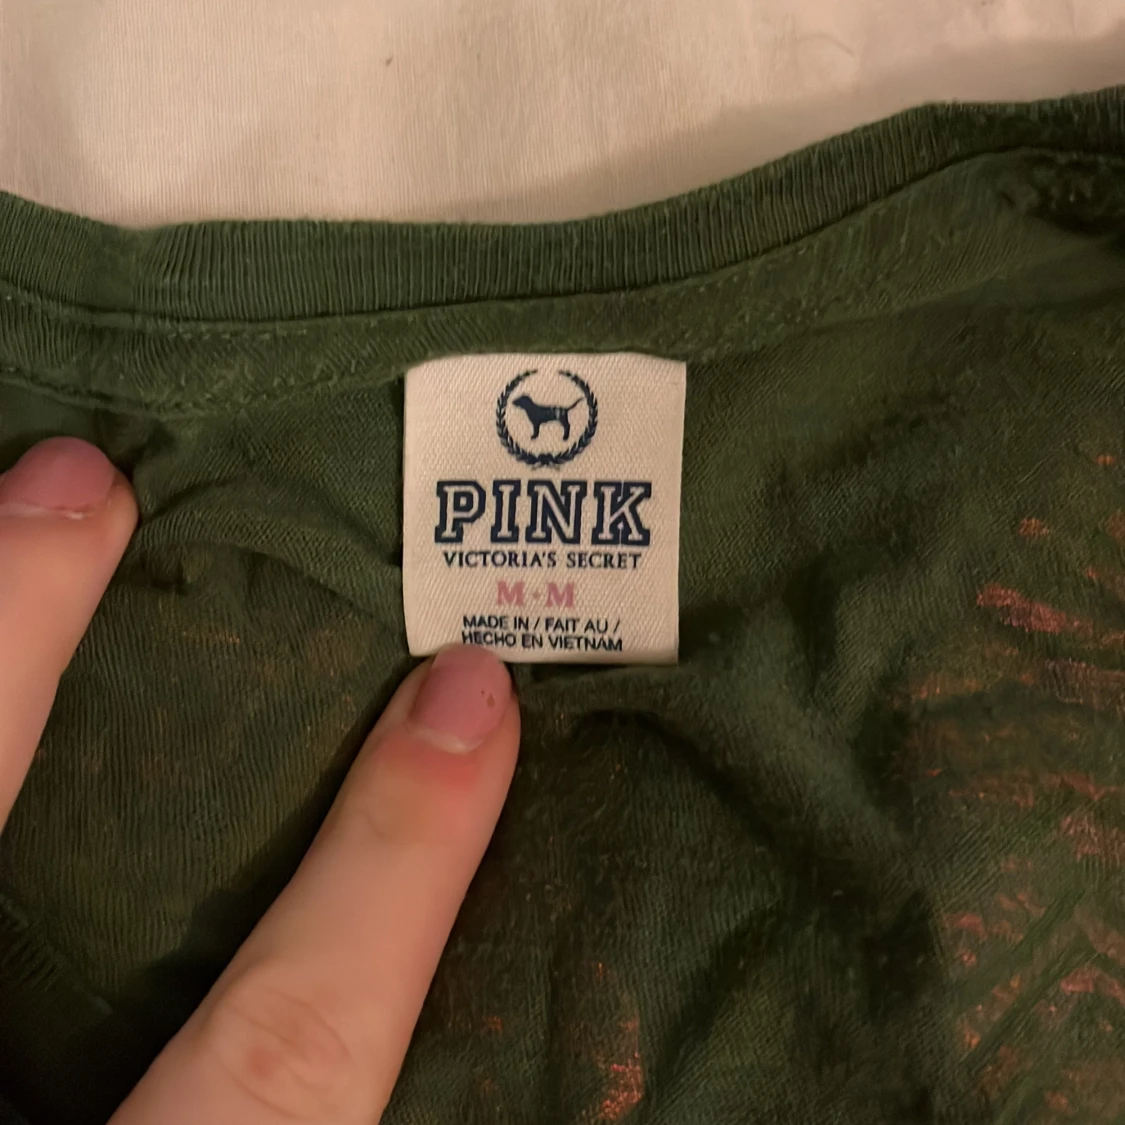 PINK
VICTORIA'S SECRET
M·M
MADE IN / FAIT AU /
HECHO EN VIETNAM